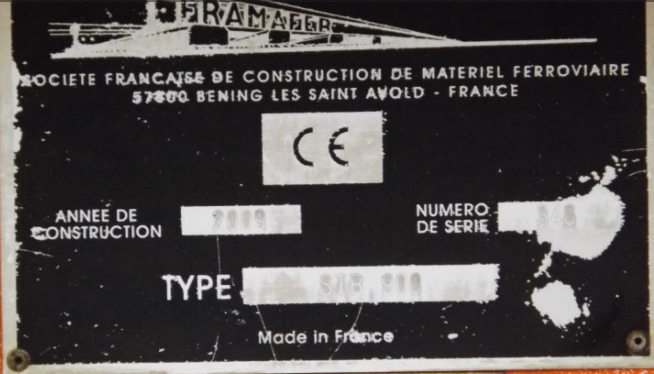 FRAMAFER
SOCIETE FRANCAISE DE CONSTRUCTION DE MATERIEL FERROVIAIRE
57800 BENING LES SAINT AVOLD - FRANCE
CE
ANNEE DE CONSTRUCTION
NUMERO DE SERIE
TYPE
Made in France